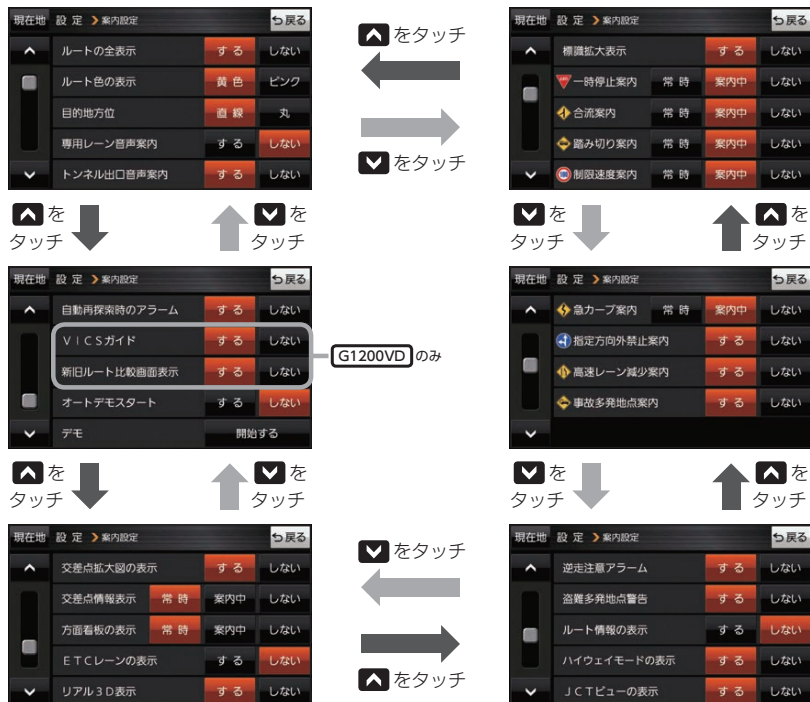 現在地 設定 案内設定 戻る
ルートの全表示 する しない
ルート色の表示 黄色 ピンク
目的地方位 直線 丸
専用レーン音声案内 する しない
トンネル出口音声案内 する しない
をタッチ
をタッチ
現在地 設定 案内設定 戻る
標識拡大表示 する しない
一時停止案内 常時 案内中 しない
合流案内 常時 案内中 しない
踏み切り案内 常時 案内中 しない
制限速度案内 常時 案内中 しない
を
タッチ
を
タッチ
を
タッチ
を
タッチ
現在地 設定 案内設定 戻る
自動再探索時のアラーム する しない
VICSガイド する しない
新旧ルート比較画面表示 する しない
オートデモスタート する しない
デモ 開始する
G1200VD のみ
現在地 設定 案内設定 戻る
急カーブ案内 常時 案内中 しない
指定方向外禁止案内 する しない
高速レーン減少案内 する しない
事故多発地点案内 する しない
を
タッチ
を
タッチ
を
タッチ
を
タッチ
現在地 設定 案内設定 戻る
交差点拡大図の表示 する しない
交差点情報表示 常時 案内中 しない
方面看板の表示 常時 案内中 しない
ETCレーンの表示 する しない
リアル3D表示 する しない
をタッチ
をタッチ
現在地 設定 案内設定 戻る
逆走注意アラーム する しない
盗難多発地点警告 する しない
ルート情報の表示 する しない
ハイウェイモードの表示 する しない
JCTビューの表示 する しない